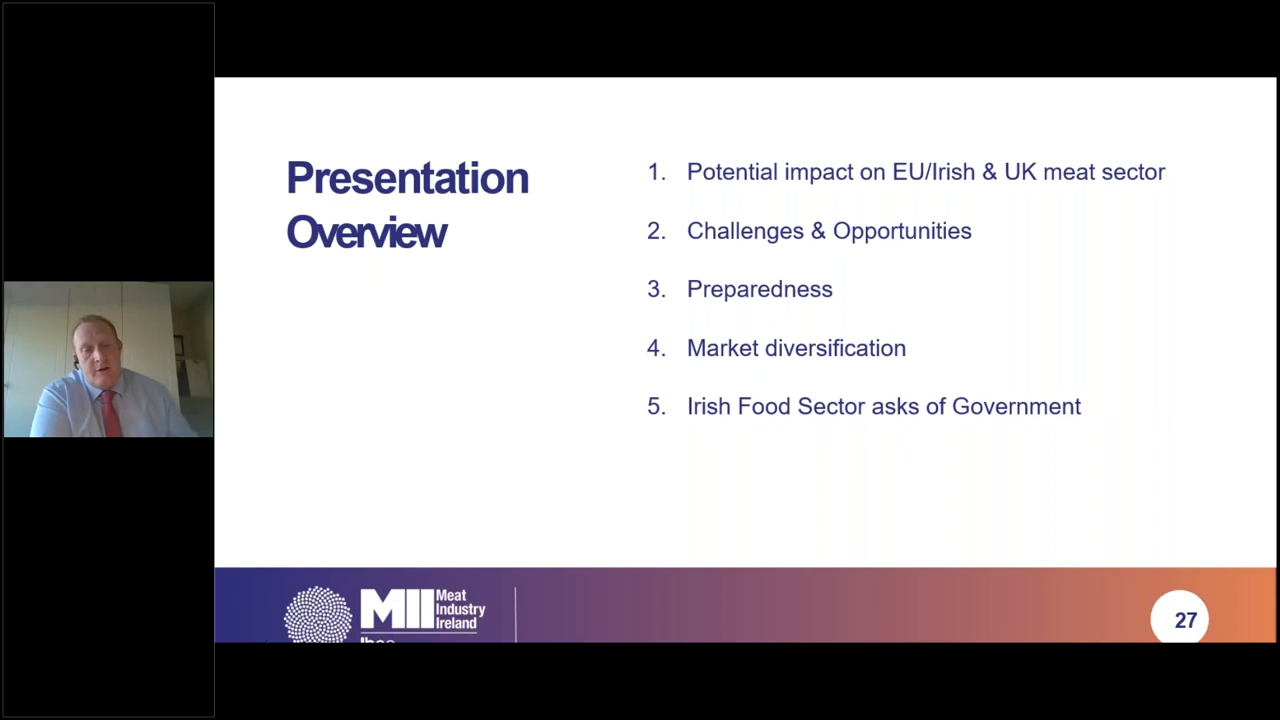 Presentation
Overview
1. Potential impact on EU/Irish & UK meat sector
2. Challenges & Opportunities
3. Preparedness
4. Market diversification
5. Irish Food Sector asks of Government
MII Meat
Industry
Ireland
Ibec
27